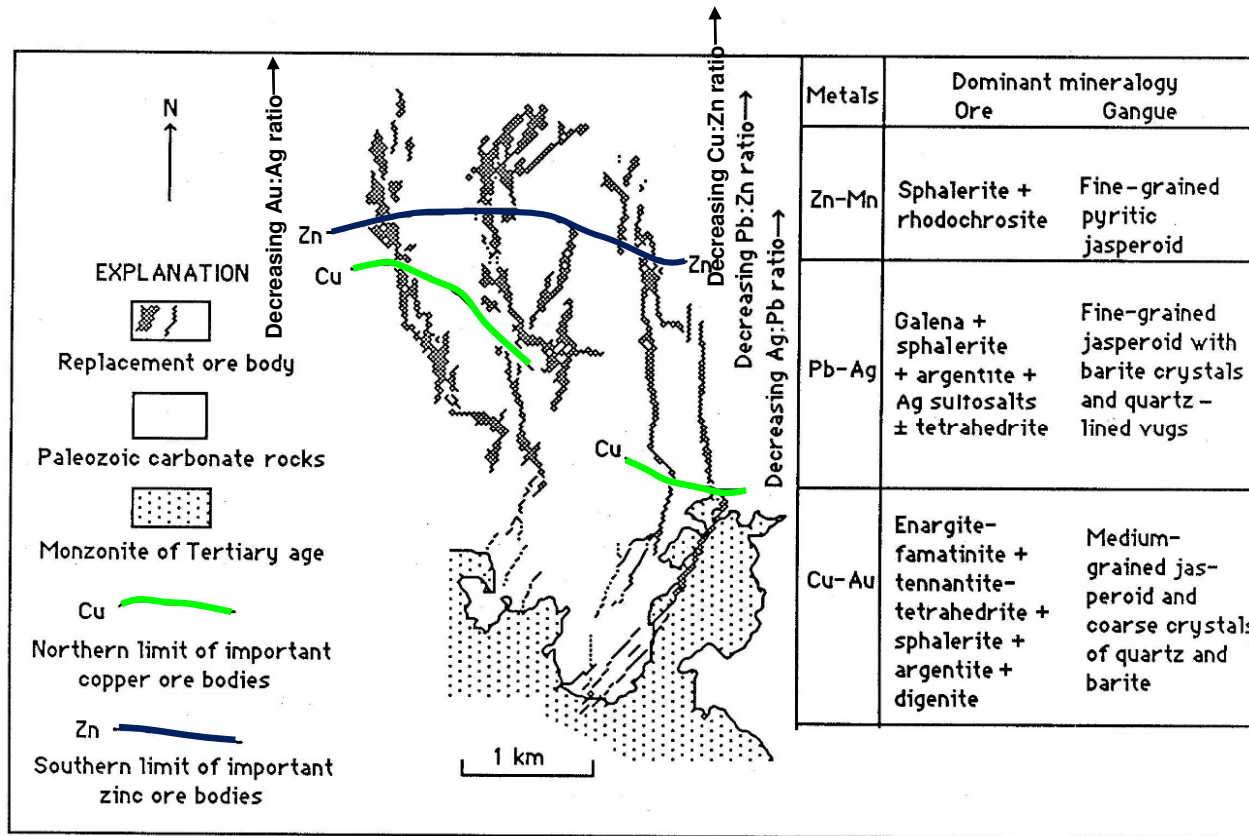 N
Decreasing Au:Ag ratio
Decreasing Cu:Zn ratio
Decreasing Pb:Zn ratio
Decreasing Ag:Pb ratio
Zn
Zn
Cu
Cu
EXPLANATION
Replacement ore body
Paleozoic carbonate rocks
Monzonite of Tertiary age
Cu
Northern limit of important
copper ore bodies
Zn
Southern limit of important
zinc ore bodies
1 km
Metals
Dominant mineralogy
Ore Gangue
Zn-Mn
Sphalerite +
rhodochrosite
Fine-grained
pyritic
jasperoid
Pb-Ag
Galena +
sphalerite
+ argentite +
Ag sulfosalts
± tetrahedrite
Fine-grained
jasperoid with
barite crystals
and quartz-
lined vugs
Cu-Au
Enargite-
famatinite +
tennantite-
tetrahedrite +
sphalerite +
argentite +
digenite
Medium-
grained jas-
peroid and
coarse crystals
of quartz and
barite